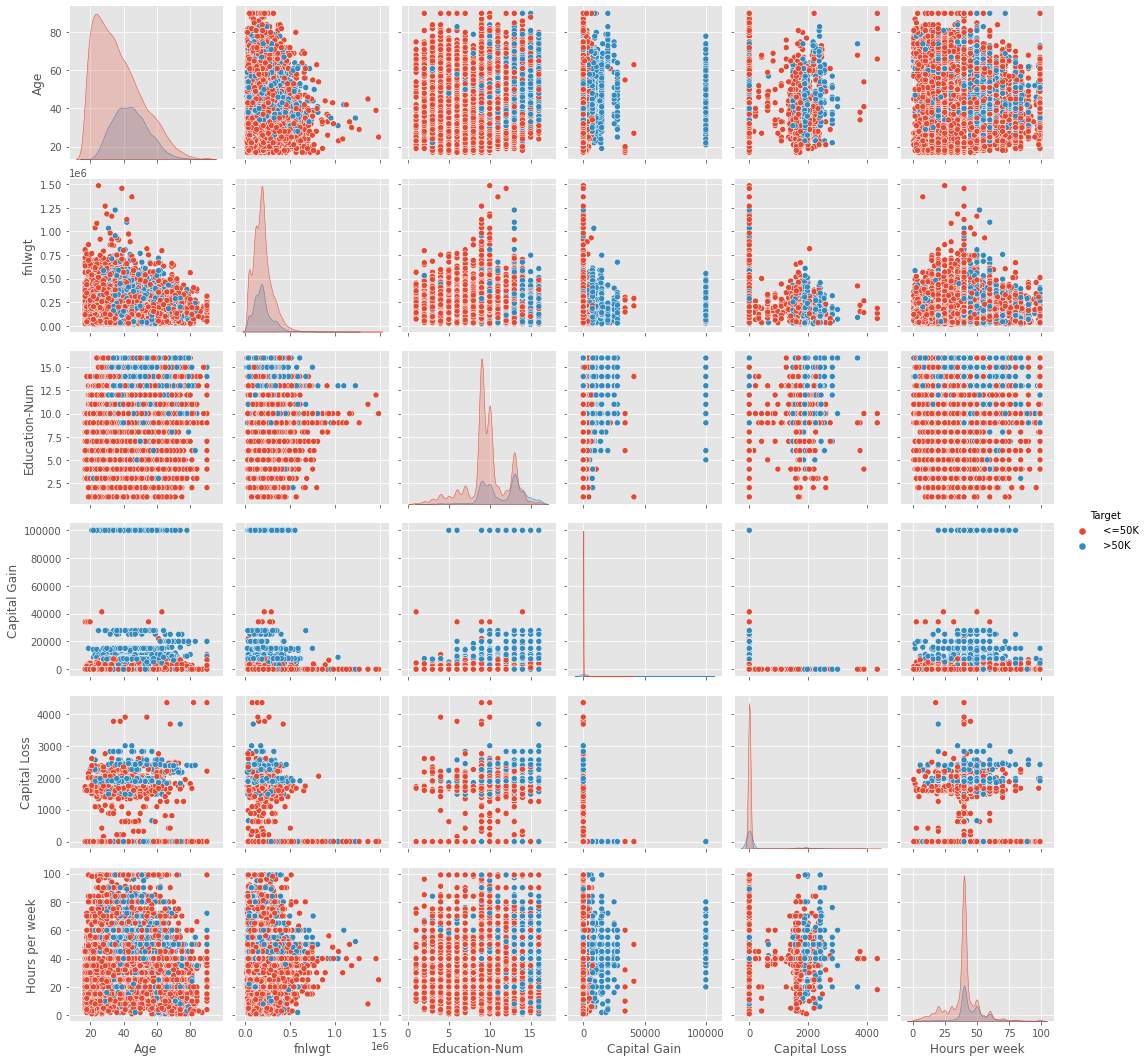 80
60
40
20
Age
1e6
1.50
1.25
1.00
0.75
0.50
0.25
0.00
fnlwgt
15.0
12.5
10.0
7.5
5.0
2.5
Education-Num
Target
<=50K
>50K
100000
80000
60000
40000
20000
0
Capital Gain
4000
3000
2000
1000
0
Capital Loss
100
80
60
40
20
0
Hours per week
20 40 60 80
0.0 0.5 1.0 1.5
0 5 10 15
0 50000 100000
0 2000 4000
0 25 50 75 100
1e6
Age fnlwgt Education-Num Capital Gain Capital Loss Hours per week